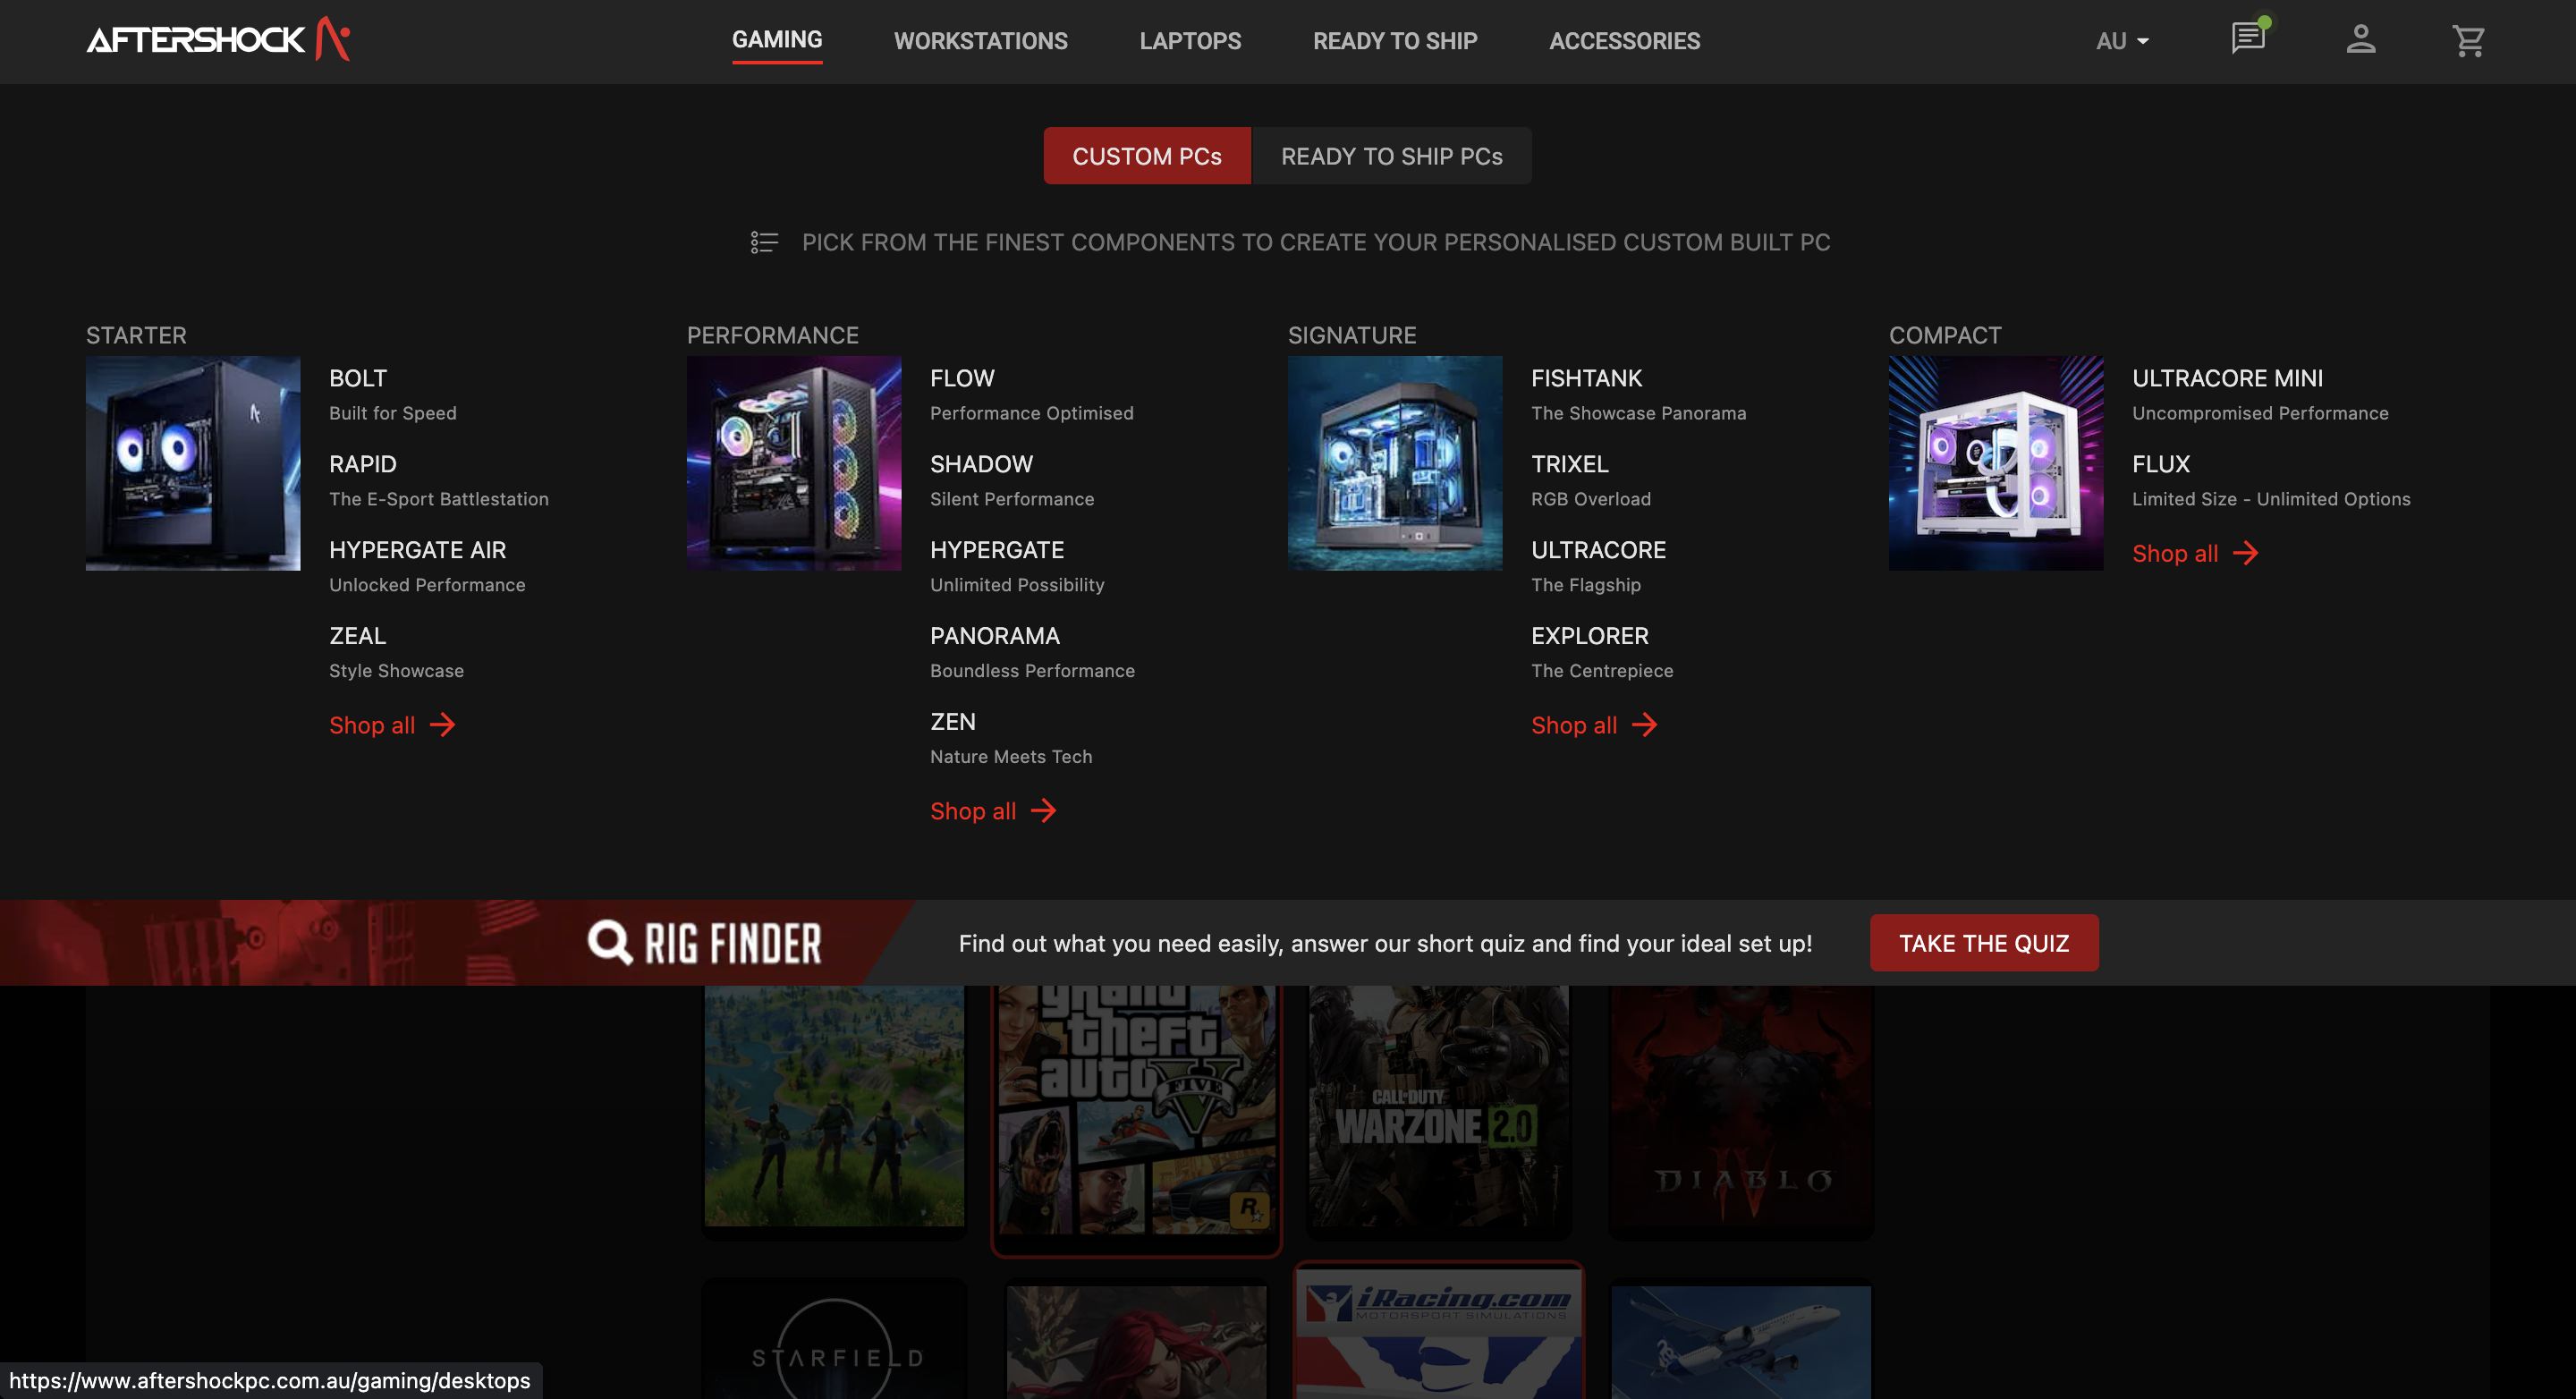 AFTERSHOCK
GAMING
WORKSTATIONS
LAPTOPS
READY TO SHIP
ACCESSORIES
AU
CUSTOM PCs
READY TO SHIP PCs
PICK FROM THE FINEST COMPONENTS TO CREATE YOUR PERSONALISED CUSTOM BUILT PC
STARTER
BOLT
Built for Speed
RAPID
The E-Sport Battlestation
HYPERGATE AIR
Unlocked Performance
ZEAL
Style Showcase
Shop all
PERFORMANCE
FLOW
Performance Optimised
SHADOW
Silent Performance
HYPERGATE
Unlimited Possibility
PANORAMA
Boundless Performance
ZEN
Nature Meets Tech
Shop all
SIGNATURE
FISHTANK
The Showcase Panorama
TRIXEL
RGB Overload
ULTRACORE
The Flagship
EXPLORER
The Centrepiece
Shop all
COMPACT
ULTRACORE MINI
Uncompromised Performance
FLUX
Limited Size - Unlimited Options
Shop all
RIG FINDER
Find out what you need easily, answer our short quiz and find your ideal set up!
TAKE THE QUIZ
grand
theft
auto
FIVE
V
R
CALL OF DUTY
WARZONE 2.0
DIABLO
IV
STARFIELD
iRacing.com
MOTORSPORT SIMULATIONS
https://www.aftershockpc.com.au/gaming/desktops